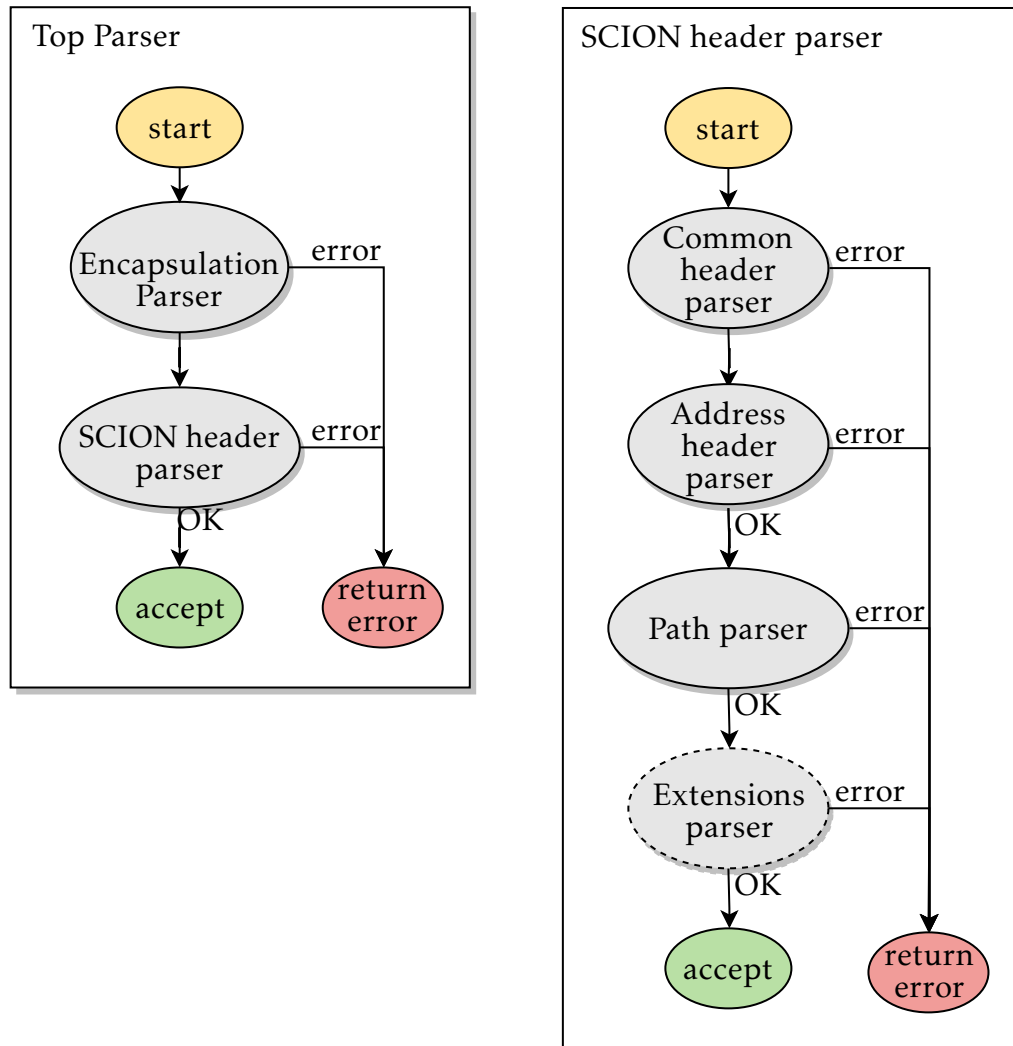 Top Parser
start
Encapsulation
Parser
error
SCION header
parser
error
OK
accept
return
error
SCION header parser
start
Common
header
parser
error
Address
header
parser
error
OK
Path parser
error
OK
Extensions
parser
error
OK
accept
return
error